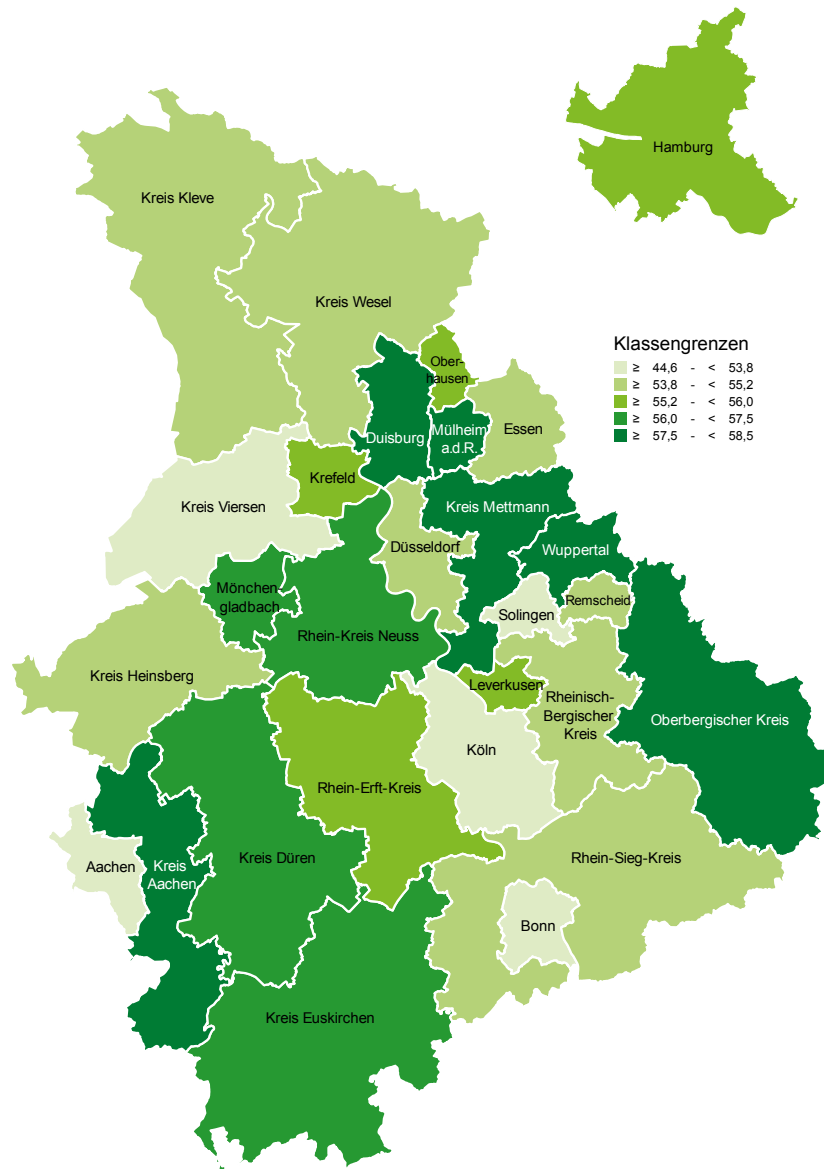 Hamburg
Kreis Kleve
Kreis Wesel
Klassengrenzen
≥ 44,6 - < 53,8
≥ 53,8 - < 55,2
≥ 55,2 - < 56,0
≥ 56,0 - < 57,5
≥ 57,5 - < 58,5
Ober-
hausen
Duisburg
Mülheim
a.d.R.
Essen
Krefeld
Kreis Viersen
Kreis Mettmann
Düsseldorf
Wuppertal
Mönchen
gladbach
Solingen
Remscheid
Rhein-Kreis Neuss
Kreis Heinsberg
Leverkusen
Rheinisch-
Bergischer
Kreis
Oberbergischer Kreis
Köln
Rhein-Erft-Kreis
Aachen
Kreis
Aachen
Kreis Düren
Rhein-Sieg-Kreis
Bonn
Kreis Euskirchen